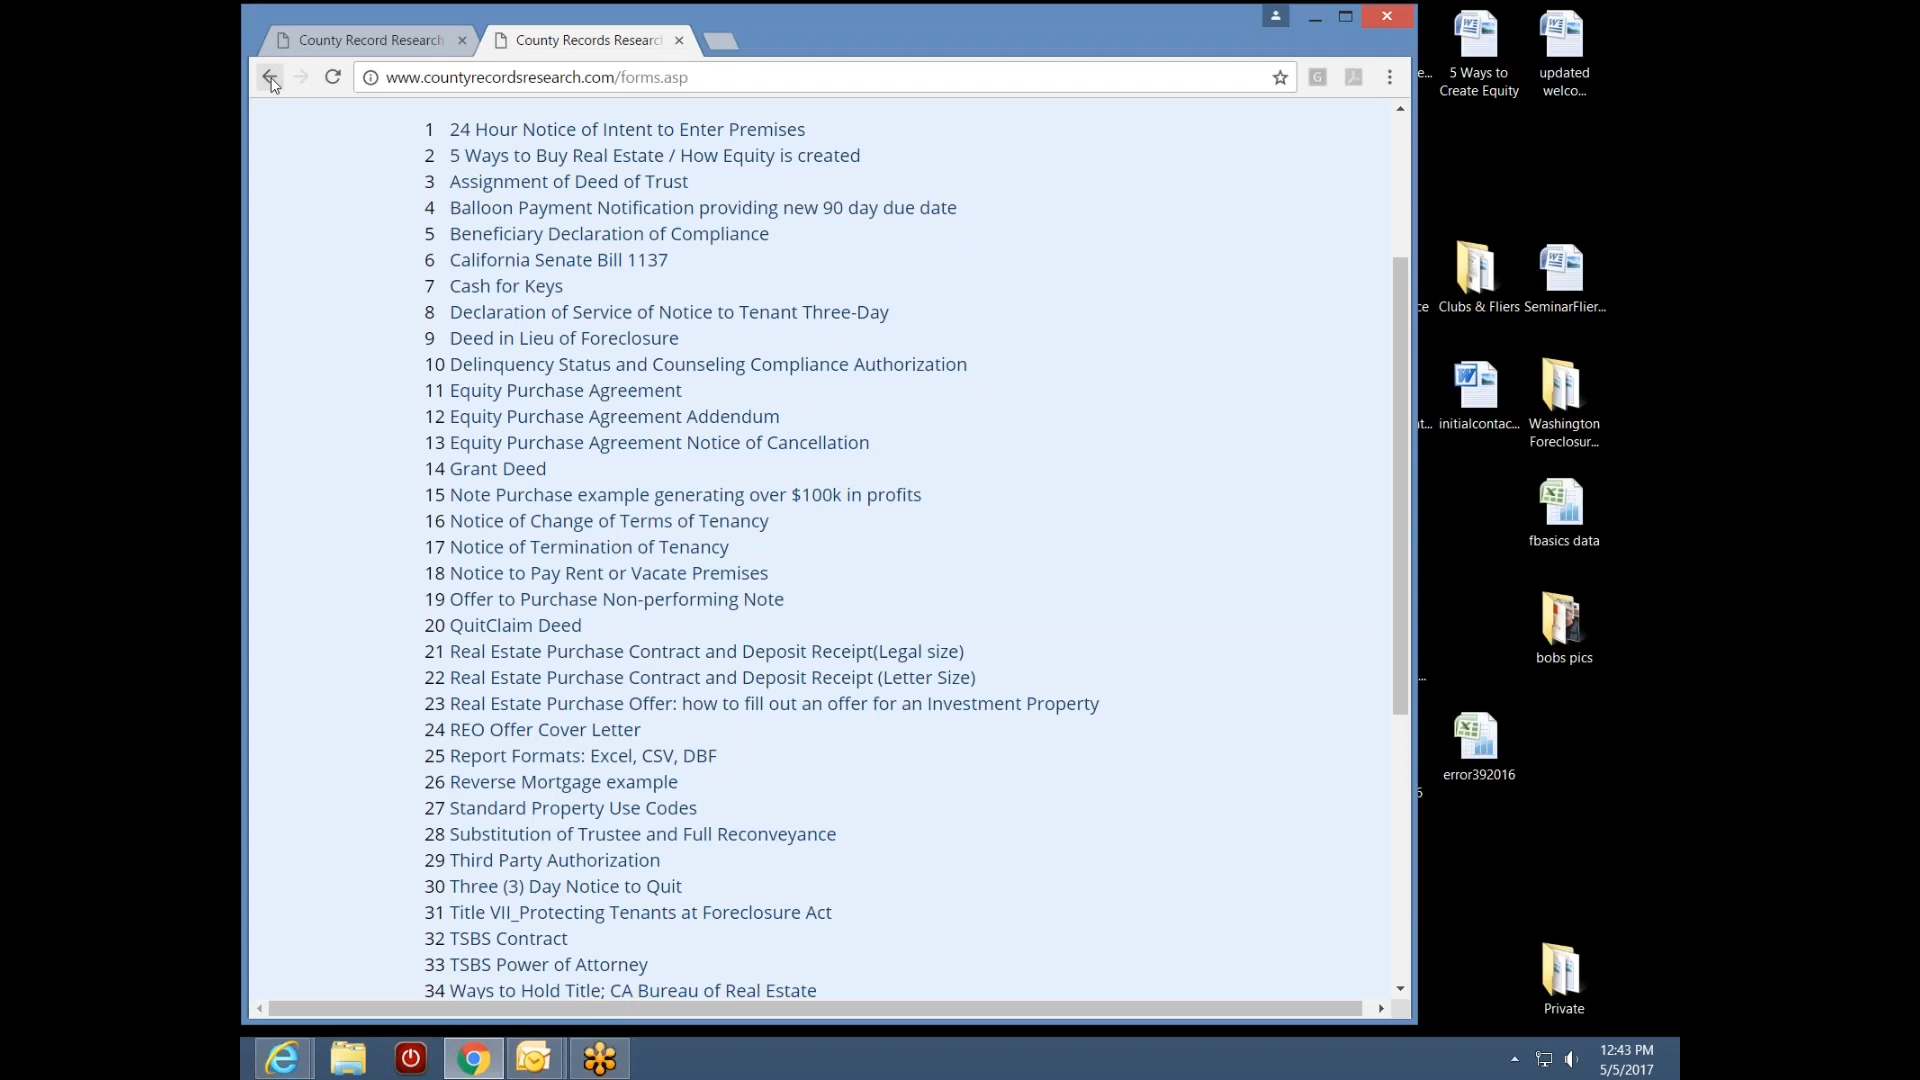 County Record Research
County Records Researc
www.countyrecordsresearch.com/forms.asp
1 24 Hour Notice of Intent to Enter Premises
2 5 Ways to Buy Real Estate / How Equity is created
3 Assignment of Deed of Trust
4 Balloon Payment Notification providing new 90 day due date
5 Beneficiary Declaration of Compliance
6 California Senate Bill 1137
7 Cash for Keys
8 Declaration of Service of Notice to Tenant Three-Day
9 Deed in Lieu of Foreclosure
10 Delinquency Status and Counseling Compliance Authorization
11 Equity Purchase Agreement
12 Equity Purchase Agreement Addendum
13 Equity Purchase Agreement Notice of Cancellation
14 Grant Deed
15 Note Purchase example generating over $100k in profits
16 Notice of Change of Terms of Tenancy
17 Notice of Termination of Tenancy
18 Notice to Pay Rent or Vacate Premises
19 Offer to Purchase Non-performing Note
20 QuitClaim Deed
21 Real Estate Purchase Contract and Deposit Receipt(Legal size)
22 Real Estate Purchase Contract and Deposit Receipt (Letter Size)
23 Real Estate Purchase Offer: how to fill out an offer for an Investment Property
24 REO Offer Cover Letter
25 Report Formats: Excel, CSV, DBF
26 Reverse Mortgage example
27 Standard Property Use Codes
28 Substitution of Trustee and Full Reconveyance
29 Third Party Authorization
30 Three (3) Day Notice to Quit
31 Title VII_Protecting Tenants at Foreclosure Act
32 TSBS Contract
33 TSBS Power of Attorney
34 Ways to Hold Title; CA Bureau of Real Estate
e...
5 Ways to
Create Equity
updated
welco...
ce
Clubs & Fliers
SeminarFlier...
t...
initialcontac...
Washington
Foreclosur...
fbasics data
bobs pics
...
error392016
6
Private
12:43 PM
5/5/2017